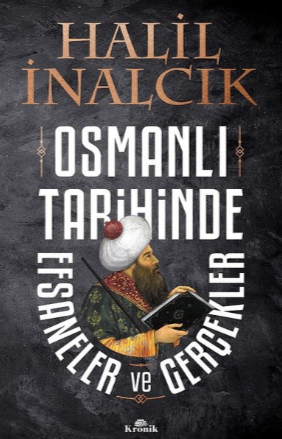 HALİL
İNALCIK
OSMANLI
TARİHİNDE
EFSANELER ve GERÇEKLER
Kronik